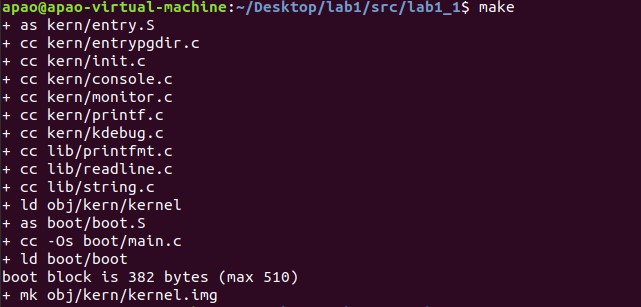 apao@apao-virtual-machine:~/Desktop/lab1/src/lab1_1$ make
+ as kern/entry.S
+ cc kern/entrypgdir.c
+ cc kern/init.c
+ cc kern/console.c
+ cc kern/monitor.c
+ cc kern/printf.c
+ cc kern/kdebug.c
+ cc lib/printfmt.c
+ cc lib/readline.c
+ cc lib/string.c
+ ld obj/kern/kernel
+ as boot/boot.S
+ cc -Os boot/main.c
+ ld boot/boot
boot block is 382 bytes (max 510)
+ mk obj/kern/kernel.img